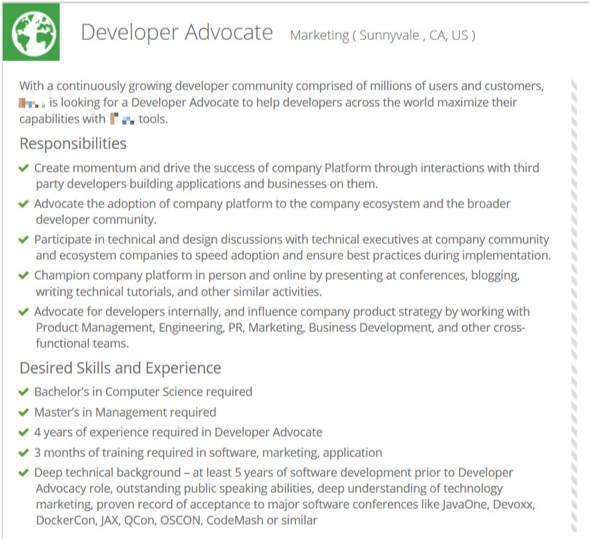 Developer Advocate Marketing ( Sunnyvale , CA, US )
With a continuously growing developer community comprised of millions of users and customers,
is looking for a Developer Advocate to help developers across the world maximize their
capabilities with tools.
Responsibilities
Create momentum and drive the success of company Platform through interactions with third
party developers building applications and businesses on them.
Advocate the adoption of company platform to the company ecosystem and the broader
developer community.
Participate in technical and design discussions with technical executives at company community
and ecosystem companies to speed adoption and ensure best practices during implementation.
Champion company platform in person and online by presenting at conferences, blogging,
writing technical tutorials, and other similar activities.
Advocate for developers internally, and influence company product strategy by working with
Product Management, Engineering, PR, Marketing, Business Development, and other cross-
functional teams.
Desired Skills and Experience
Bachelor's in Computer Science required
Master's in Management required
4 years of experience required in Developer Advocate
3 months of training required in software, marketing, application
Deep technical background – at least 5 years of software development prior to Developer
Advocacy role, outstanding public speaking abilities, deep understanding of technology
marketing, proven record of acceptance to major software conferences like JavaOne, Devoxx,
DockerCon, JAX, QCon, OSCON, CodeMash or similar